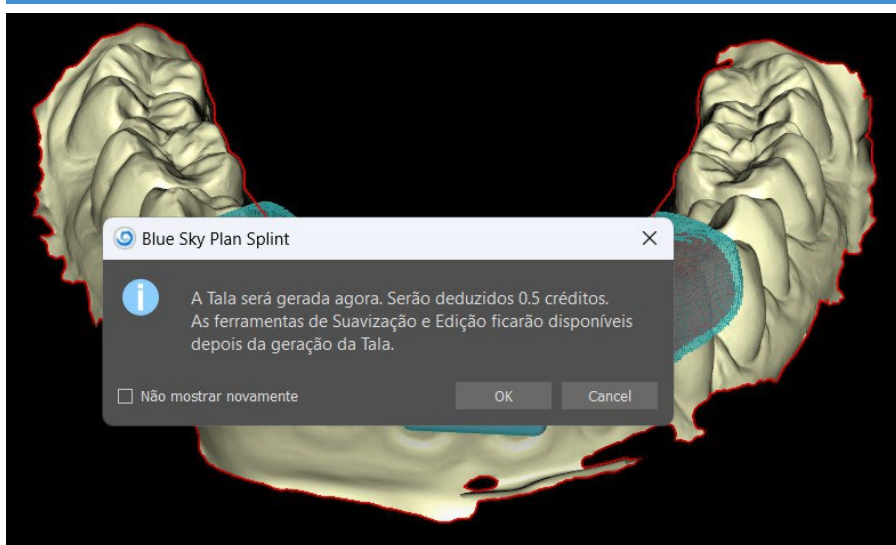 Blue Sky Plan Splint
A Tala será gerada agora. Serão deduzidos 0.5 créditos.
As ferramentas de Suavização e Edição ficarão disponíveis
depois da geração da Tala.
Não mostrar novamente
OK
Cancel